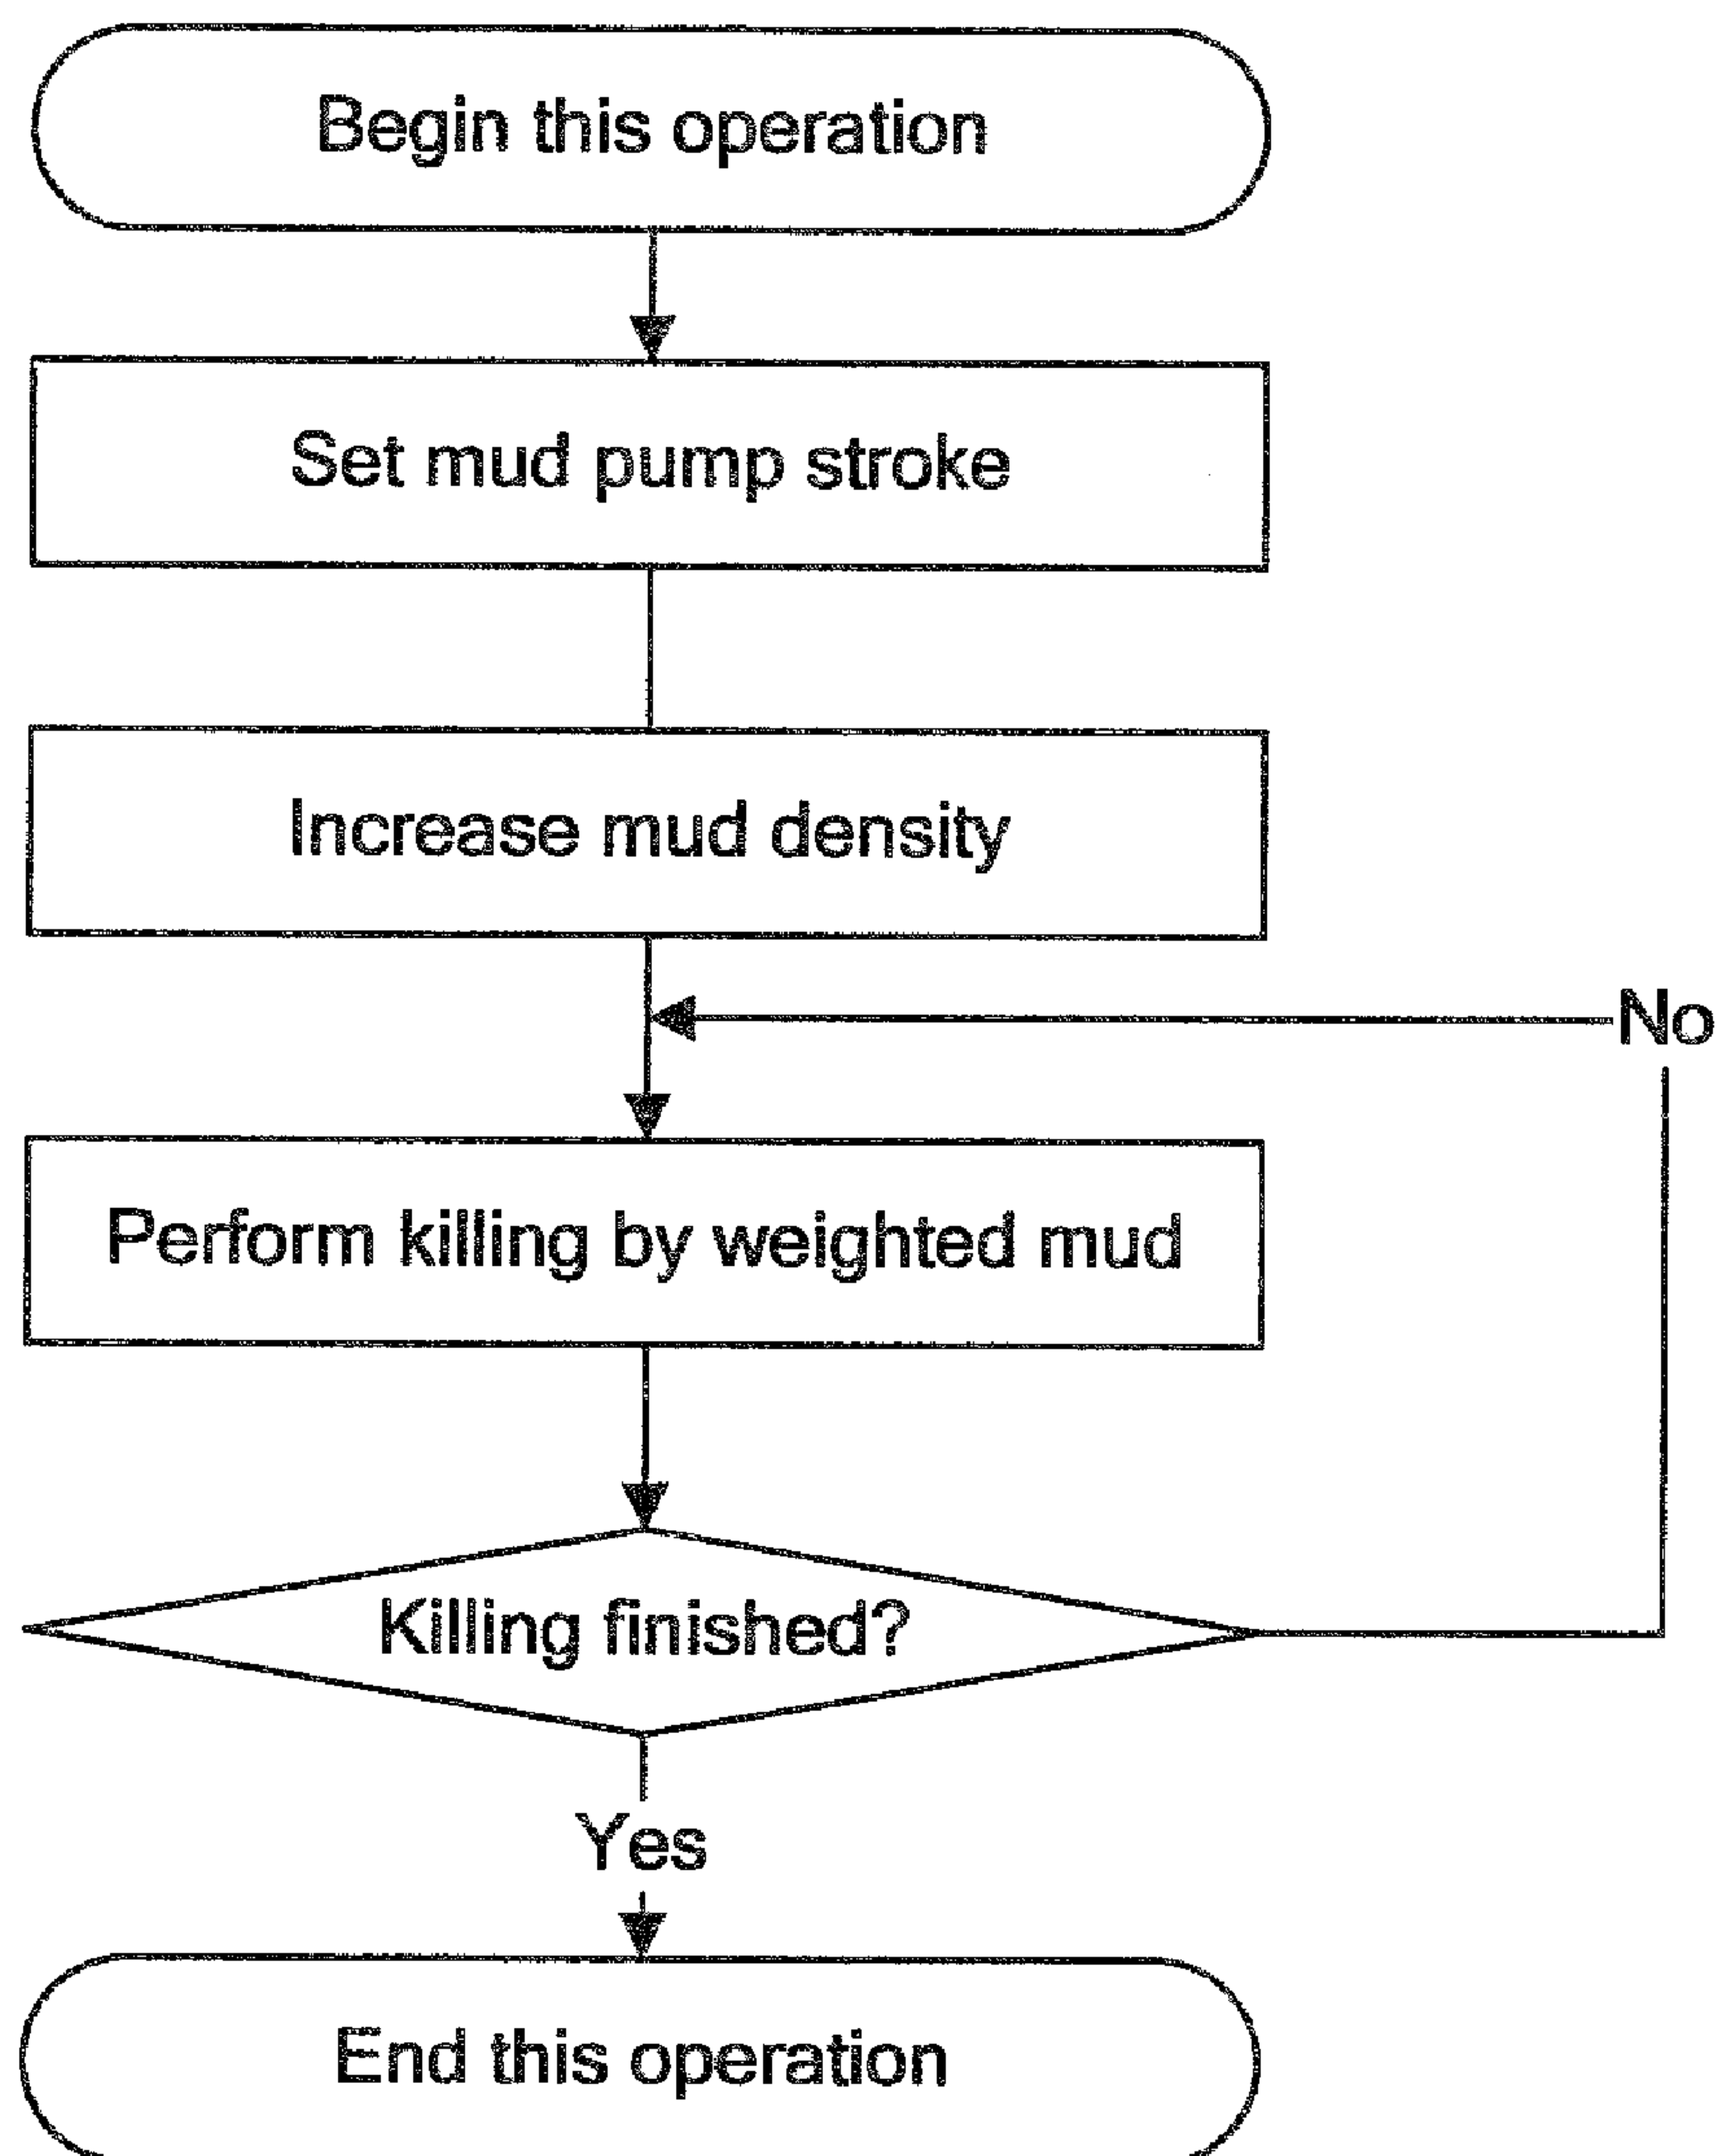 Begin this operation
Set mud pump stroke
Increase mud density
No
Perform killing by weighted mud
Killing finished?
Yes
End this operation